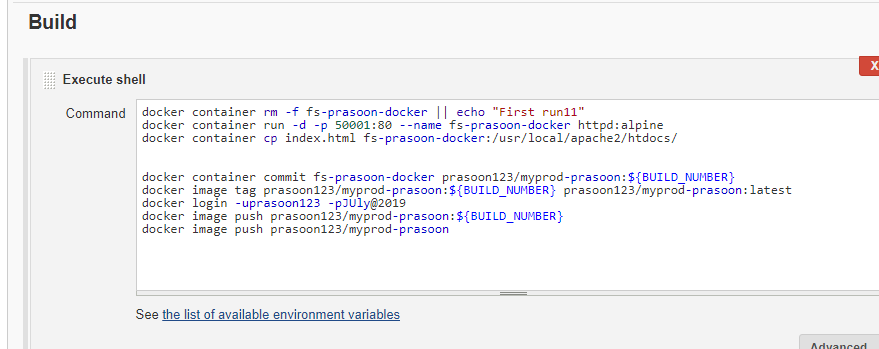 Build
X
Execute shell
Command
docker container rm -f fs-prasoon-docker || echo "First run11"
docker container run -d -p 50001:80 --name fs-prasoon-docker httpd:alpine
docker container cp index.html fs-prasoon-docker:/usr/local/apache2/htdocs/
docker container commit fs-prasoon-docker prasoon123/myprod-prasoon:${BUILD_NUMBER}
docker image tag prasoon123/myprod-prasoon:${BUILD_NUMBER} prasoon123/myprod-prasoon:latest
docker login -uprasoon123 -pJUly@2019
docker image push prasoon123/myprod-prasoon:${BUILD_NUMBER}
docker image push prasoon123/myprod-prasoon
See the list of available environment variables
Advanced